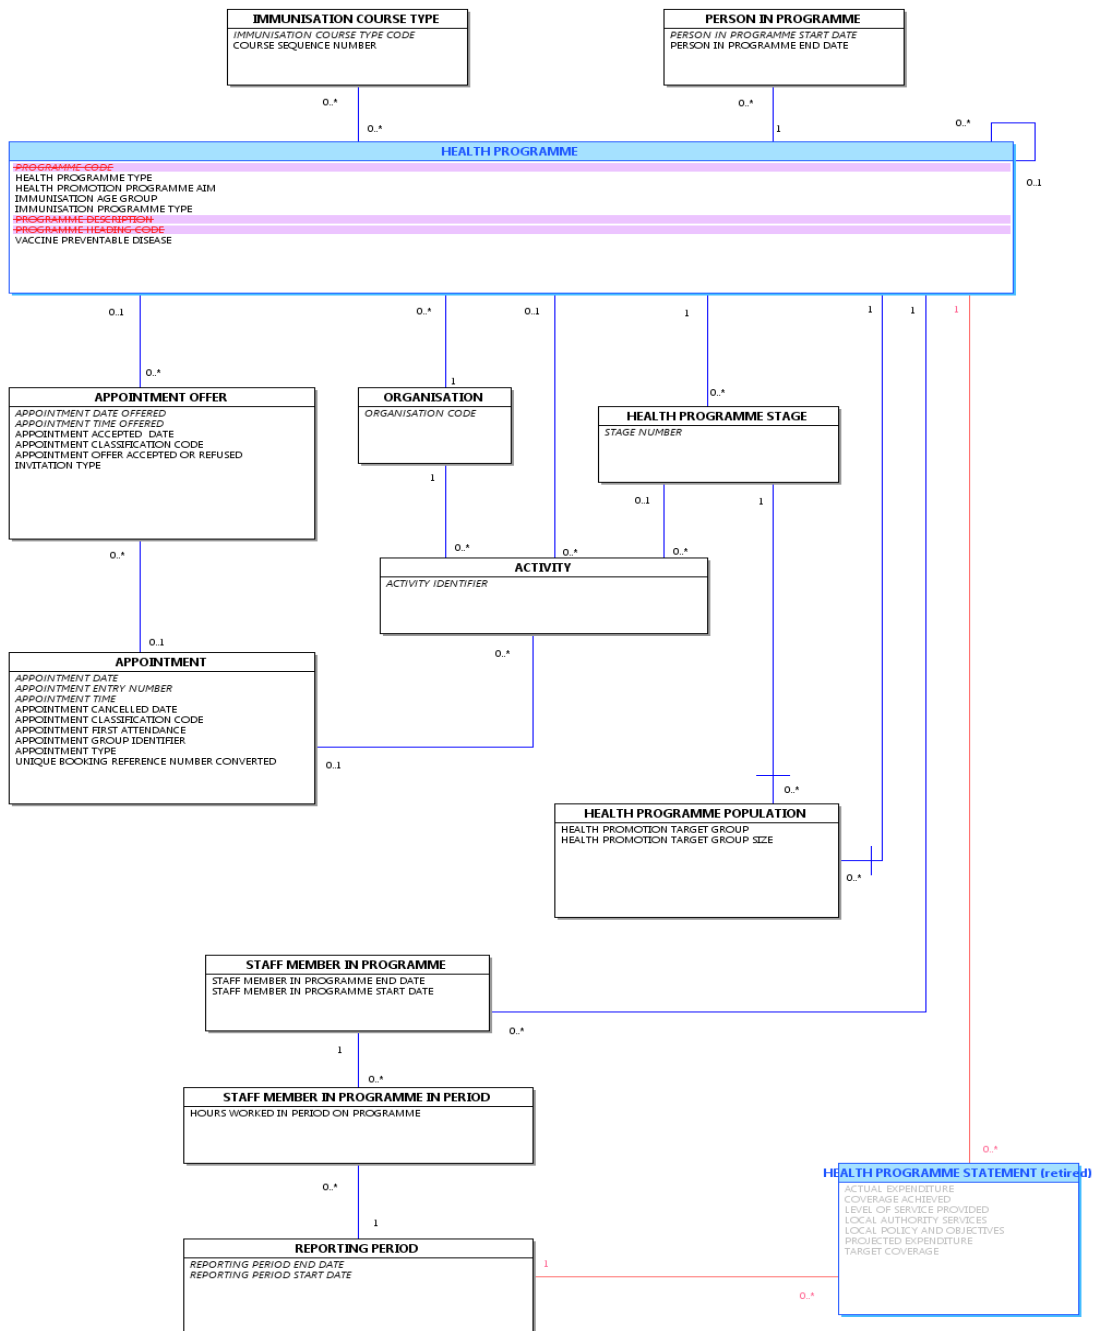 IMMUNISATION COURSE TYPE
IMMUNISATION COURSE TYPE CODE
COURSE SEQUENCE NUMBER
PERSON IN PROGRAMME
PERSON IN PROGRAMME START DATE
PERSON IN PROGRAMME END DATE
0..*
0..*
0..*
1
0..*
0..1
HEALTH PROGRAMME
PROGRAMME CODE
HEALTH PROGRAMME TYPE
HEALTH PROMOTION PROGRAMME AIM
IMMUNISATION AGE GROUP
IMMUNISATION PROGRAMME TYPE
PROGRAMME DESCRIPTION
PROGRAMME HEADING CODE
VACCINE PREVENTABLE DISEASE
0..1
0..*
0..1
1
1
1
1
0..*
1
0..*
APPOINTMENT OFFER
APPOINTMENT DATE OFFERED
APPOINTMENT TIME OFFERED
APPOINTMENT ACCEPTED  DATE
APPOINTMENT CLASSIFICATION CODE
APPOINTMENT OFFER ACCEPTED OR REFUSED
INVITATION TYPE
ORGANISATION
ORGANISATION CODE
HEALTH PROGRAMME STAGE
STAGE NUMBER
1
0..1
1
0..*
0..*
0..*
0..*
0..1
ACTIVITY
ACTIVITY IDENTIFIER
0..*
APPOINTMENT
APPOINTMENT DATE
APPOINTMENT ENTRY NUMBER
APPOINTMENT TIME
APPOINTMENT CANCELLED DATE
APPOINTMENT CLASSIFICATION CODE
APPOINTMENT FIRST ATTENDANCE
APPOINTMENT GROUP IDENTIFIER
APPOINTMENT TYPE
UNIQUE BOOKING REFERENCE NUMBER CONVERTED
0..1
0..*
HEALTH PROGRAMME POPULATION
HEALTH PROMOTION TARGET GROUP
HEALTH PROMOTION TARGET GROUP SIZE
0..*
STAFF MEMBER IN PROGRAMME
STAFF MEMBER IN PROGRAMME END DATE
STAFF MEMBER IN PROGRAMME START DATE
0..*
1
0..*
STAFF MEMBER IN PROGRAMME IN PERIOD
HOURS WORKED IN PERIOD ON PROGRAMME
0..*
1
0..*
HEALTH PROGRAMME STATEMENT (retired)
ACTUAL EXPENDITURE
COVERAGE ACHIEVED
LEVEL OF SERVICE PROVIDED
LOCAL AUTHORITY SERVICES
LOCAL POLICY AND OBJECTIVES
PROJECTED EXPENDITURE
TARGET COVERAGE
REPORTING PERIOD
REPORTING PERIOD END DATE
REPORTING PERIOD START DATE
1
0..*